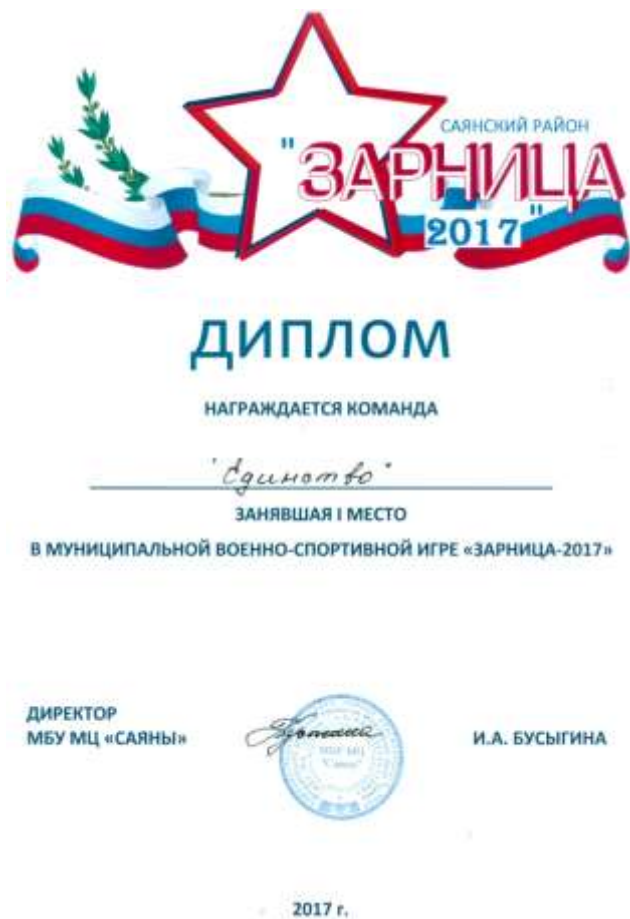 САЯНСКИЙ РАЙОН
"ЗАРНИЦА
2017"
ДИПЛОМ
НАГРАЖДАЕТСЯ КОМАНДА
"Единство"
ЗАНЯВШАЯ I МЕСТО
В МУНИЦИПАЛЬНОЙ ВОЕННО-СПОРТИВНОЙ ИГРЕ «ЗАРНИЦА-2017»
ДИРЕКТОР
МБУ МЦ «САЯНЫ»
И.А. БУСЫГИНА
2017 г.